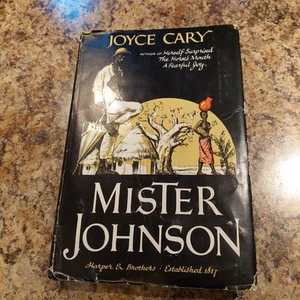 JOYCE CARY
AUTHOR OF Herself Surprised
The Horse's Mouth
A Fearful Joy
MISTER
JOHNSON
Harper & Brothers · Established 1817